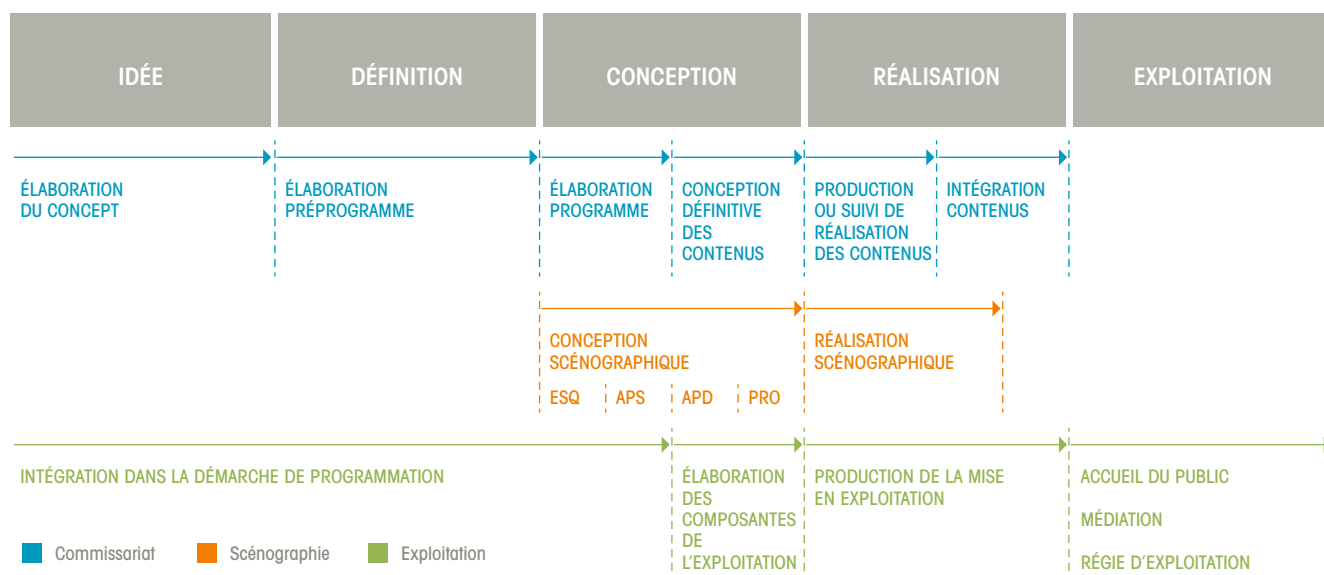 IDÉE
DÉFINITION
CONCEPTION
RÉALISATION
EXPLOITATION
ÉLABORATION
DU CONCEPT
ÉLABORATION
PRÉPROGRAMME
ÉLABORATION
PROGRAMME
CONCEPTION
DÉFINITIVE
DES
CONTENUS
PRODUCTION
OU SUIVI DE
RÉALISATION
DES CONTENUS
INTÉGRATION
CONTENUS
CONCEPTION
SCÉNOGRAPHIQUE
ESQ
APS
APD
PRO
RÉALISATION
SCÉNOGRAPHIQUE
INTÉGRATION DANS LA DÉMARCHE DE PROGRAMMATION
ÉLABORATION
DES
COMPOSANTES
DE
L'EXPLOITATION
PRODUCTION DE LA MISE
EN EXPLOITATION
ACCUEIL DU PUBLIC
MÉDIATION
RÉGIE D'EXPLOITATION
Commissariat
Scénographie
Exploitation